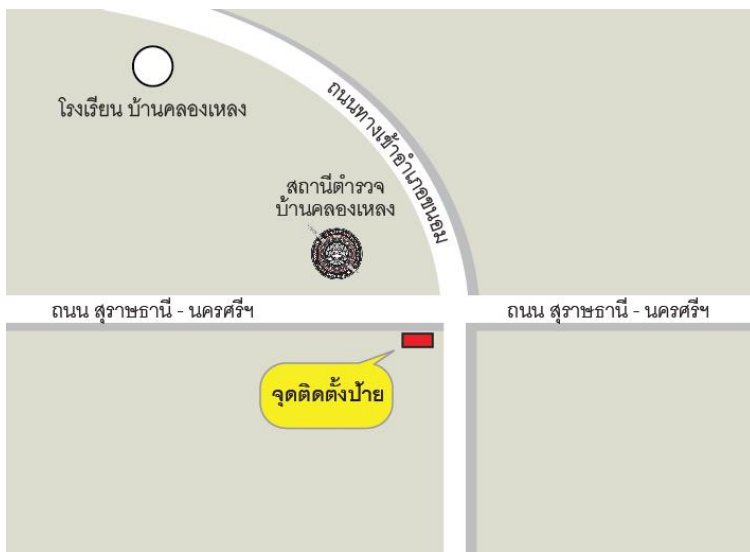 โรงเรียน บ้านคลองเหลง
ถนนทางเข้าอำเภอขนอม
สถานีตำรวจ
บ้านคลองเหลง
ถนน สุราษธานี - นครศรีฯ
ถนน สุราษธานี - นครศรีฯ
จุดติดตั้งป้าย